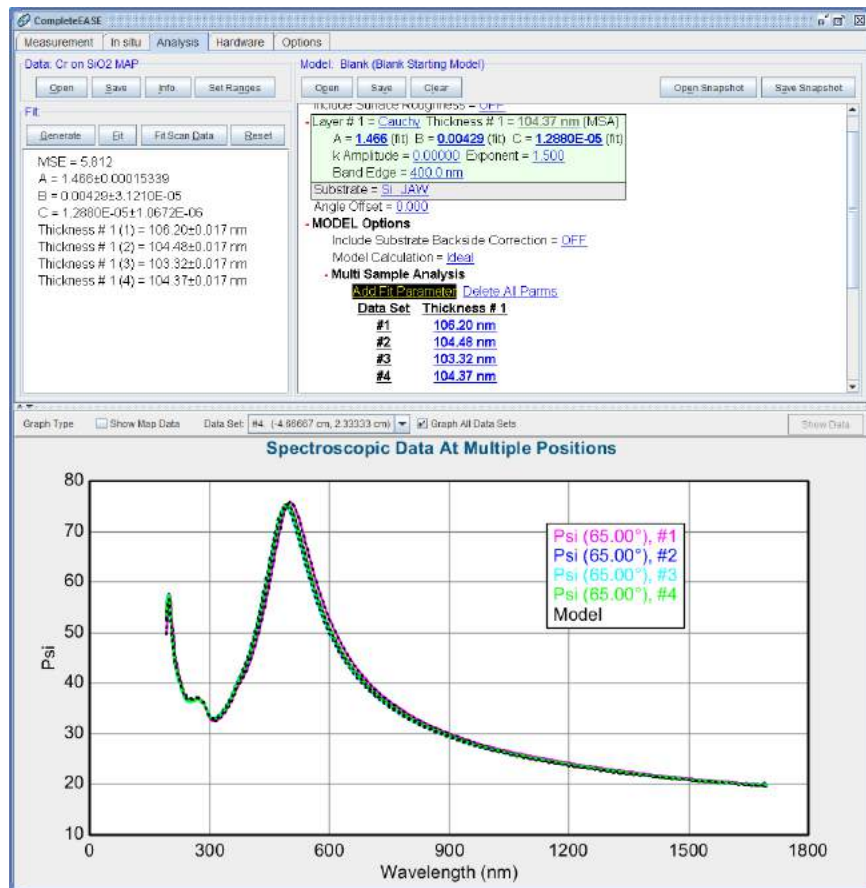 CompleteEASE
Measurement In situ Analysis Hardware Options
Data: Cr on SiO2 MAP
Open Save Info Set Ranges
Fit:
Generate Fit Fit Scan Data Reset
MSE = 5.812
A = 1.466±0.00015339
B = 0.00429±3.1210E-05
C = 1.2880E-05±1.0672E-06
Thickness # 1 (1) = 106.20±0.017 nm
Thickness # 1 (2) = 104.48±0.017 nm
Thickness # 1 (3) = 103.32±0.017 nm
Thickness # 1 (4) = 104.37±0.017 nm
Model: Blank (Blank Starting Model)
Open Save Clear Open Snapshot Save Snapshot
Include Surface Roughness = OFF
- Layer # 1 = Cauchy Thickness # 1 = 104.37 nm (MSA)
A = 1.466 (fit) B = 0.00429 (fit) C = 1.2880E-05 (fit)
k Amplitude = 0.00000 Exponent = 1.500
Band Edge = 400.0 nm
Substrate = Si_JAW
Angle Offset = 0.000
- MODEL Options
Include Substrate Backside Correction = OFF
Model Calculation = Ideal
- Multi Sample Analysis
Add Fit Parameter Delete All Parms
Data Set Thickness # 1
#1 106.20 nm
#2 104.48 nm
#3 103.32 nm
#4 104.37 nm
Graph Type Show Map Data Data Set: #4 (-4.66667 cm, 2.33333 cm) Graph All Data Sets Show Data
Spectroscopic Data At Multiple Positions
80
70
60
50
40
30
20
10
Psi
Psi (65.00°), #1
Psi (65.00°), #2
Psi (65.00°), #3
Psi (65.00°), #4
Model
0 300 600 900 1200 1500 1800
Wavelength (nm)